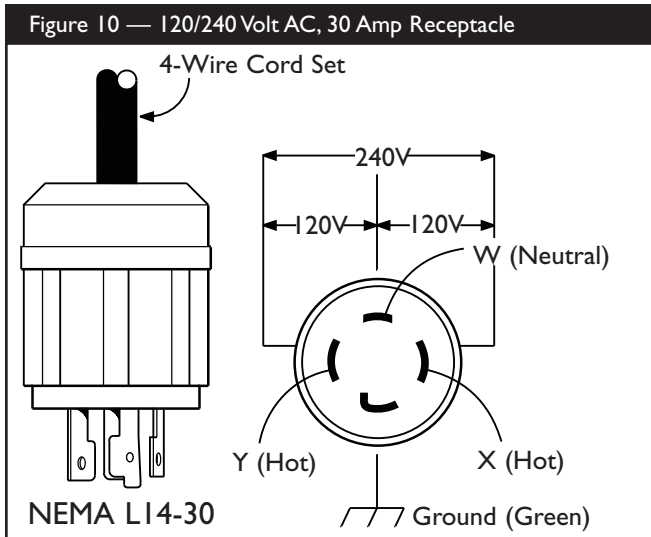 Figure 10 — 120/240 Volt AC, 30 Amp Receptacle
4-Wire Cord Set
240V
120V
120V
W (Neutral)
Y (Hot)
X (Hot)
NEMA L14-30
Ground (Green)